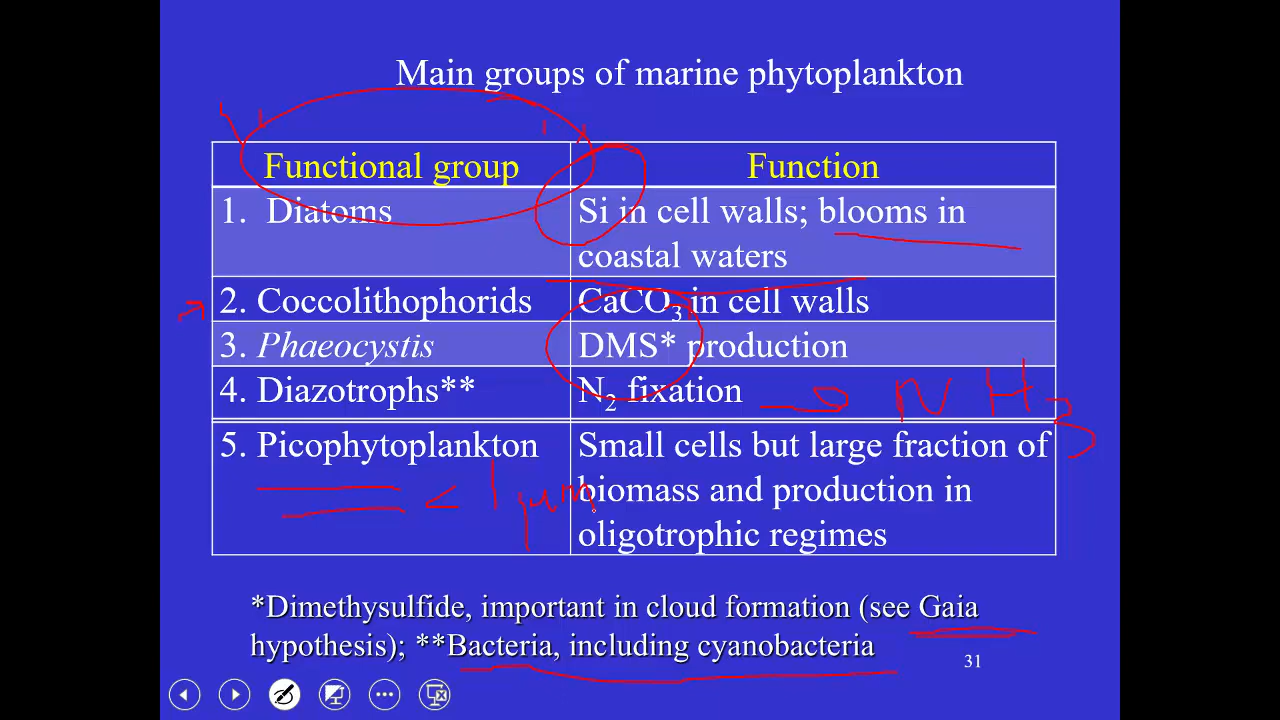 Main groups of marine phytoplankton
Functional group Function
1. Diatoms Si in cell walls; blooms in
coastal waters
2. Coccolithophorids CaCO3 in cell walls
3. Phaeocystis DMS* production
4. Diazotrophs** N2 fixation → NH3
5. Picophytoplankton Small cells but large fraction of
< 1 μm biomass and production in
oligotrophic regimes
*Dimethysulfide, important in cloud formation (see Gaia
hypothesis); **Bacteria, including cyanobacteria
31